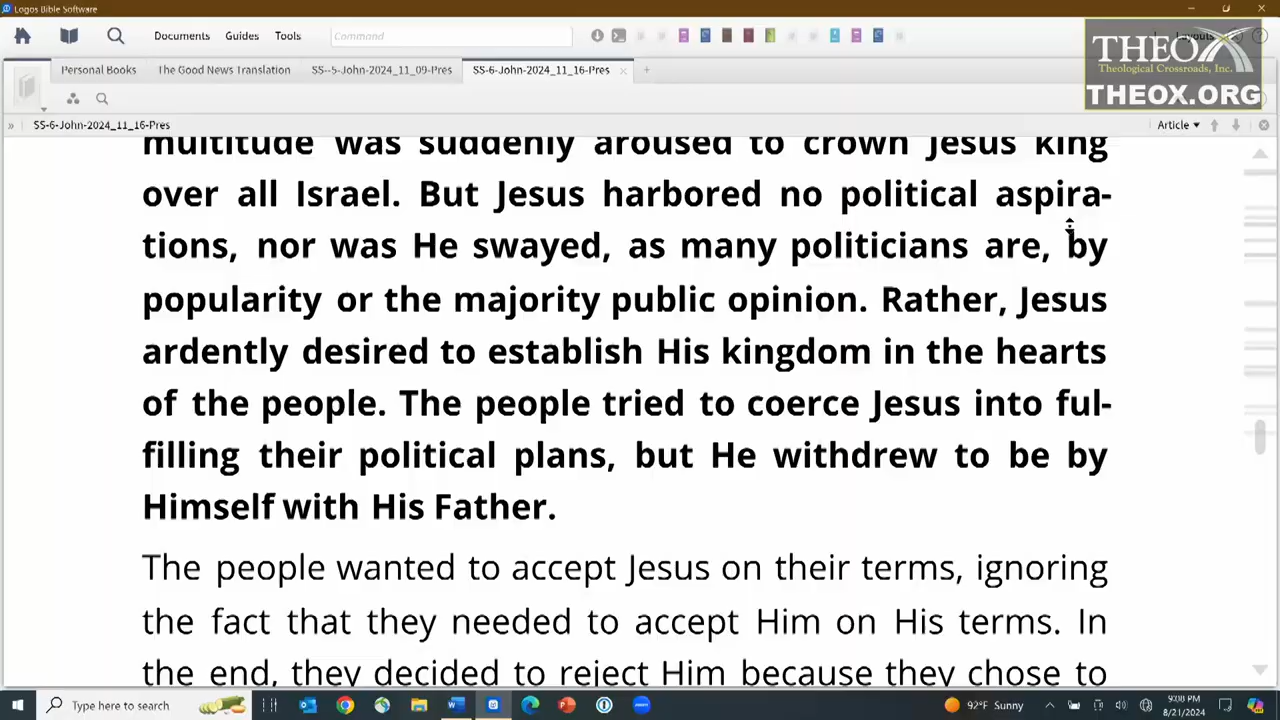 Logos Bible Software
Documents Guides Tools Command
THEOX
Theological Crossroads, Inc.
THEOX.ORG
Personal Books The Good News Translation SS-6-John-2024_11_16-Pres
SS-6-John-2024_11_16-Pres Article
multitude was suddenly aroused to crown Jesus king
over all Israel. But Jesus harbored no political aspira-
tions, nor was He swayed, as many politicians are, by
popularity or the majority public opinion. Rather, Jesus
ardently desired to establish His kingdom in the hearts
of the people. The people tried to coerce Jesus into ful-
filling their political plans, but He withdrew to be by
Himself with His Father.
The people wanted to accept Jesus on their terms, ignoring
the fact that they needed to accept Him on His terms. In
the end, they decided to reject Him because they chose to
Type here to search 92°F Sunny 9:08 PM
8/21/2024